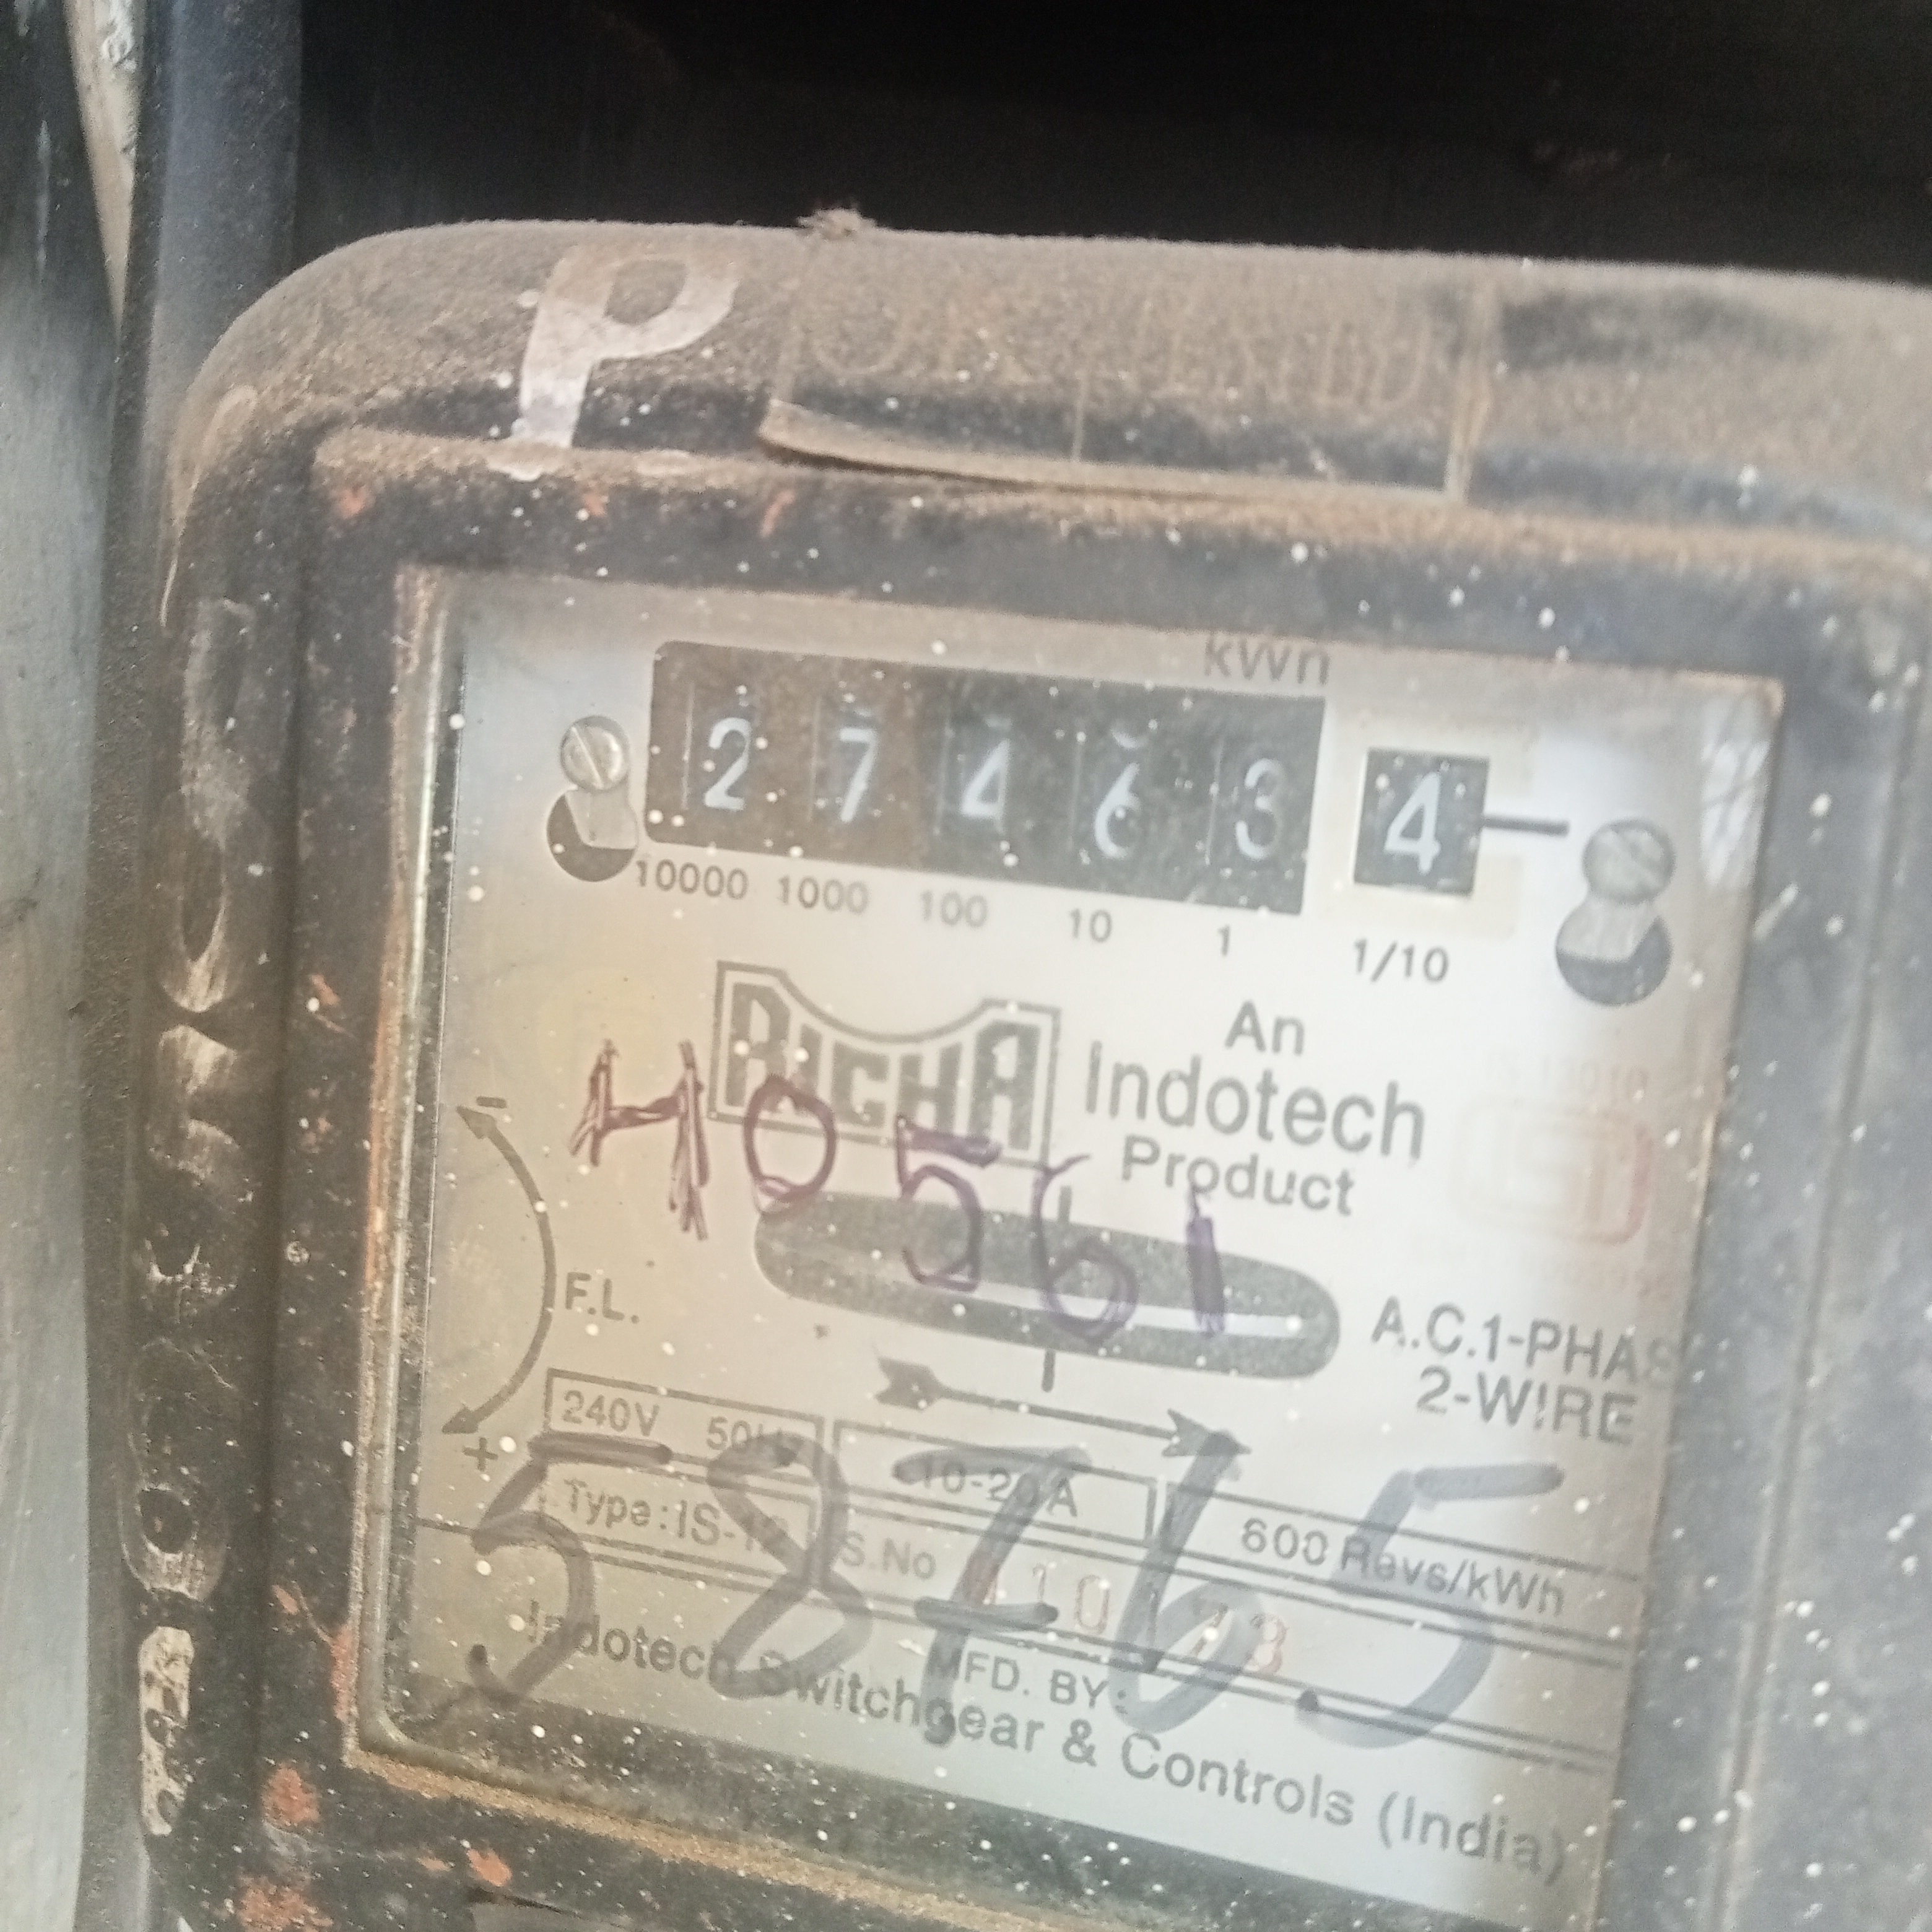 P
kWh
2 7 4 6 3 4
10000 1000 100 10 1 1/10
RICHA
An
Indotech
Product
40561
-
F.L.
+
A.C.1-PHAS
2-WIRE
240V 50Hz
10-20A
600 Revs/kWh
Type:IS-1
S.No
58765
MFD. BY:
Indotech Switchgear & Controls (India)